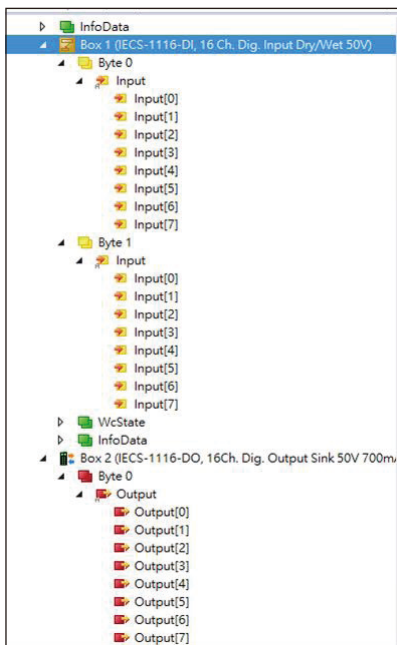 InfoData
Box 1 (IECS-1116-DI, 16 Ch. Dig. Input Dry/Wet 50V)
Byte 0
Input
Input[0]
Input[1]
Input[2]
Input[3]
Input[4]
Input[5]
Input[6]
Input[7]
Byte 1
Input
Input[0]
Input[1]
Input[2]
Input[3]
Input[4]
Input[5]
Input[6]
Input[7]
WcState
InfoData
Box 2 (IECS-1116-DO, 16Ch. Dig. Output Sink 50V 700m
Byte 0
Output
Output[0]
Output[1]
Output[2]
Output[3]
Output[4]
Output[5]
Output[6]
Output[7]